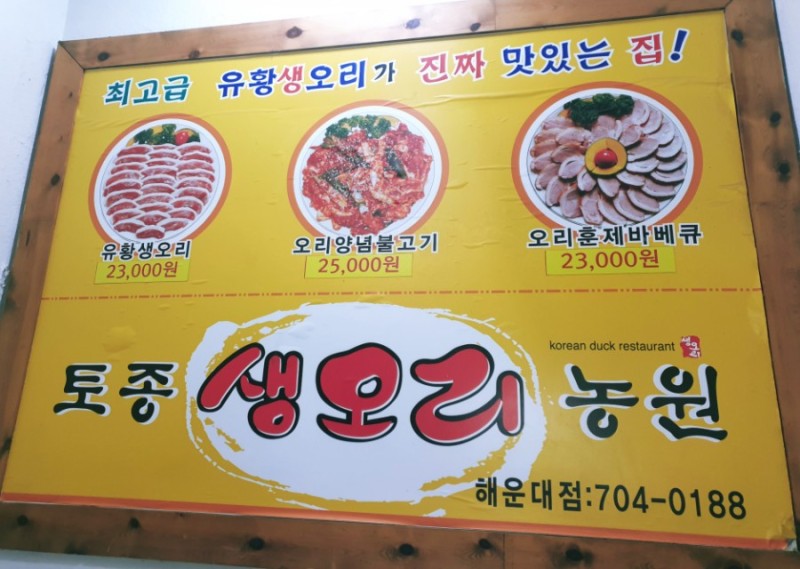 최고급 유황생오리가 진짜 맛있는 집!
유황생오리
23,000원
오리양념불고기
25,000원
오리훈제바베큐
23,000원
korean duck restaurant 생오리
토종 생오리 농원
해운대점:704-0188